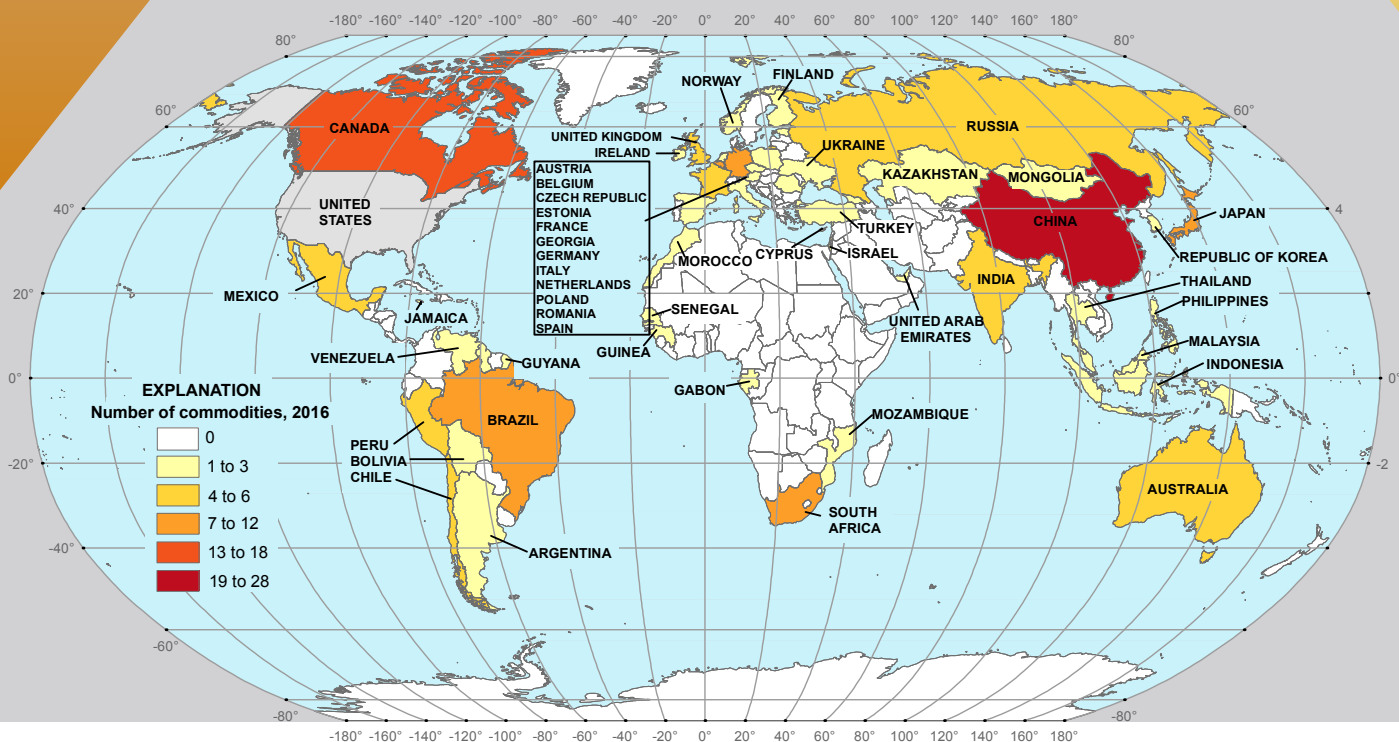 -180° -160° -140° -120° -100° -80° -60° -40° -20° 0° 20° 40° 60° 80° 100° 120° 140° 160° 180°
80° 80°
60° 60°
40° 4
20° 20°
0° 0°
-20° -2
-40° -40°
-60°
-80° -80°
-180° -160° -140° -120° -100° -80° -60° -40° -20° 0° 20° 40° 60° 80° 100° 120° 140° 160° 180°
CANADA
UNITED
STATES
MEXICO
JAMAICA
VENEZUELA
GUYANA
BRAZIL
PERU
BOLIVIA
CHILE
ARGENTINA
NORWAY
FINLAND
UNITED KINGDOM
IRELAND
AUSTRIA
BELGIUM
CZECH REPUBLIC
ESTONIA
FRANCE
GEORGIA
GERMANY
ITALY
NETHERLANDS
POLAND
ROMANIA
SPAIN
UKRAINE
RUSSIA
KAZAKHSTAN
MONGOLIA
CHINA
JAPAN
REPUBLIC OF KOREA
TURKEY
CYPRUS
ISRAEL
MOROCCO
SENEGAL
GUINEA
GABON
MOZAMBIQUE
SOUTH
AFRICA
UNITED ARAB
EMIRATES
INDIA
THAILAND
PHILIPPINES
MALAYSIA
INDONESIA
AUSTRALIA
EXPLANATION
Number of commodities, 2016
0
1 to 3
4 to 6
7 to 12
13 to 18
19 to 28